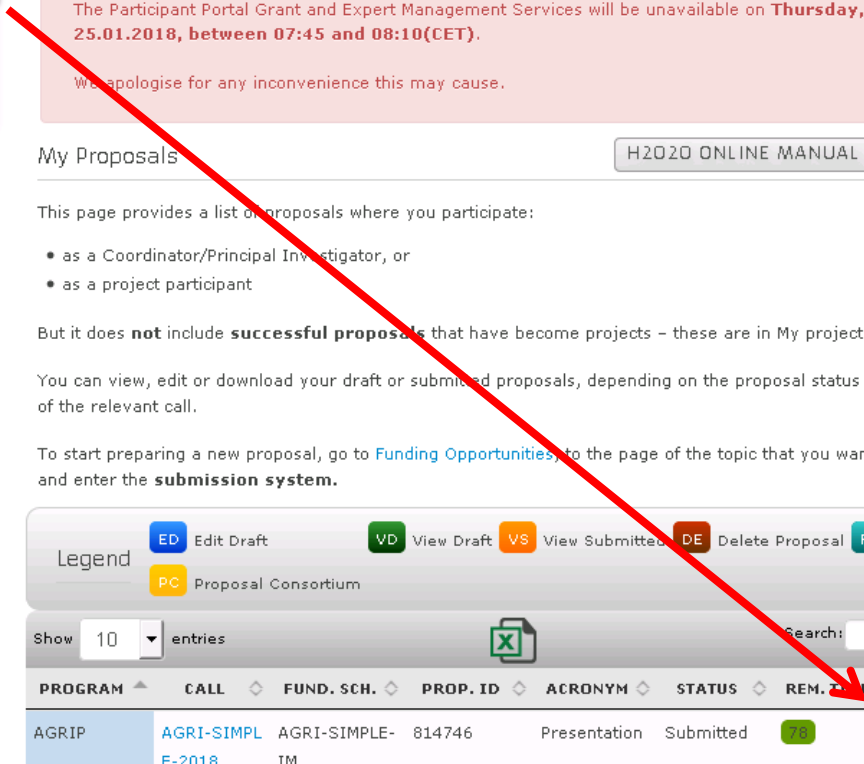 The Participant Portal Grant and Expert Management Services will be unavailable on Thursday,
25.01.2018, between 07:45 and 08:10(CET).
We apologise for any inconvenience this may cause.
My Proposals
H2020 ONLINE MANUAL
This page provides a list of proposals where you participate:
• as a Coordinator/Principal Investigator, or
• as a project participant
But it does not include successful proposals that have become projects – these are in My project
You can view, edit or download your draft or submitted proposals, depending on the proposal status
of the relevant call.
To start preparing a new proposal, go to Funding Opportunities, to the page of the topic that you
and enter the submission system.
Legend
ED Edit Draft VD View Draft VS View Submitted DE Delete Proposal
PC Proposal Consortium
Show 10 entries Search:
PROGRAM CALL FUND. SCH. PROP. ID ACRONYM STATUS REM.
AGRIP AGRI-SIMPL AGRI-SIMPLE- 814746 Presentation Submitted 78
E-2018 IM